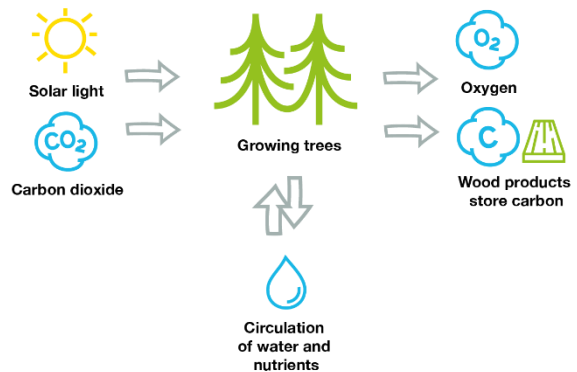 Solar light
CO₂
Carbon dioxide
Growing trees
O₂
Oxygen
C
Wood products
store carbon
Circulation
of water and
nutrients